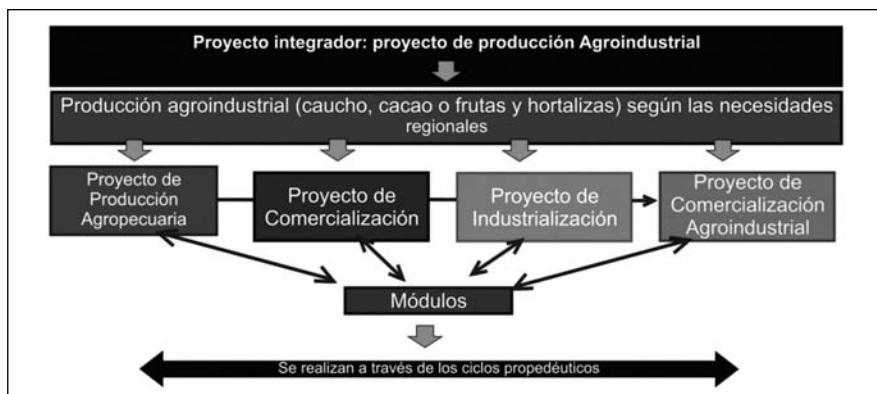 Proyecto integrador: proyecto de producción Agroindustrial
Producción agroindustrial (caucho, cacao o frutas y hortalizas) según las necesidades
regionales
Proyecto de
Producción
Agropecuaria
Proyecto de
Comercialización
Proyecto de
Industrialización
Proyecto de
Comercialización
Agroindustrial
Módulos
Se realizan a través de los ciclos propedéuticos